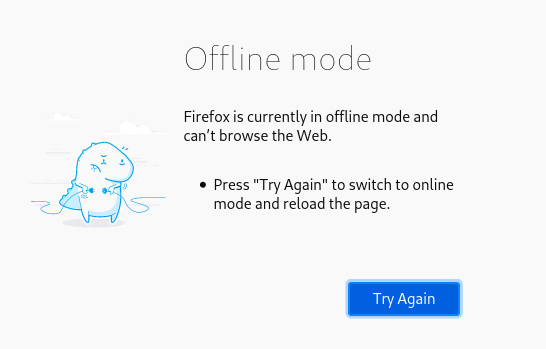 Offline mode
Firefox is currently in offline mode and
can’t browse the Web.
• Press "Try Again" to switch to online
mode and reload the page.
Try Again